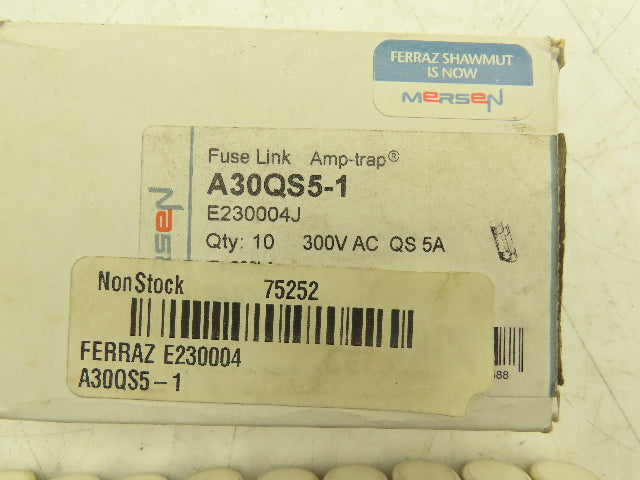 FERRAZ SHAWMUT
IS NOW
MERSEN
Fuse Link Amp-trap®
A30QS5-1
E230004J
Qty: 10 300V AC QS 5A
MERSEN
NonStock 75252
FERRAZ E230004
A30QS5-1